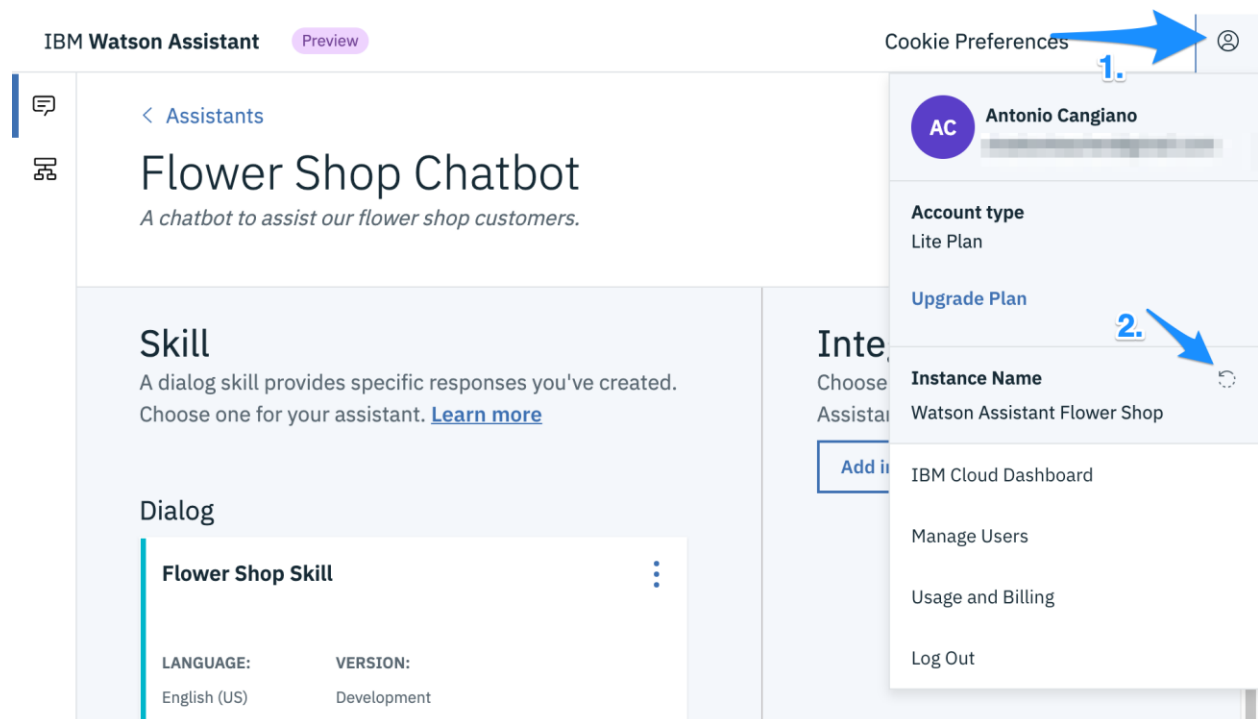 IBM Watson Assistant Preview
Cookie Preferences
1.
Assistants
Flower Shop Chatbot
A chatbot to assist our flower shop customers.
Skill
A dialog skill provides specific responses you've created.
Choose one for your assistant. Learn more
Dialog
Flower Shop Skill
LANGUAGE: VERSION:
English (US) Development
Inte
Choose
Assista
Add i
AC
Antonio Cangiano
Account type
Lite Plan
Upgrade Plan
2.
Instance Name
Watson Assistant Flower Shop
IBM Cloud Dashboard
Manage Users
Usage and Billing
Log Out